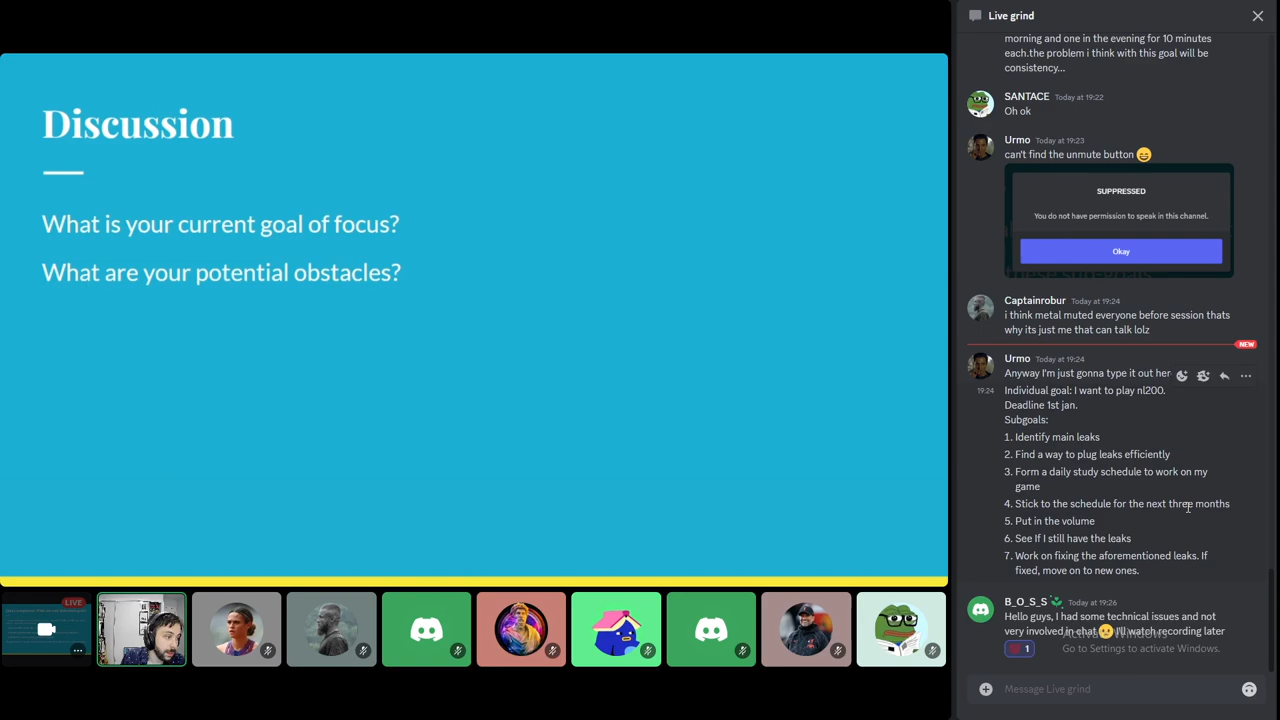 Discussion
What is your current goal of focus?
What are your potential obstacles?
LIVE
Live grind
morning and one in the evening for 10 minutes
each.the problem i think with this goal will be
consistency...
SANTACE Today at 19:22
Oh ok
Urmo Today at 19:23
can't find the unmute button
SUPPRESSED
You do not have permission to speak in this channel.
Okay
Captainrobur Today at 19:24
i think metal muted everyone before session thats
why its just me that can talk lolz
NEW
Urmo Today at 19:24
Anyway I'm just gonna type it out here
19:24 Individual goal: I want to play nl200.
Deadline 1st jan.
Subgoals:
1. Identify main leaks
2. Find a way to plug leaks efficiently
3. Form a daily study schedule to work on my
game
4. Stick to the schedule for the next three months
5. Put in the volume
6. See If I still have the leaks
7. Work on fixing the aforementioned leaks. If
fixed, move on to new ones.
B_O_S_S Today at 19:26
Hello guys, I had some technical issues and not
very involved in chat I'll watch recording later
1
Activate Windows
Go to Settings to activate Windows.
Message Live grind